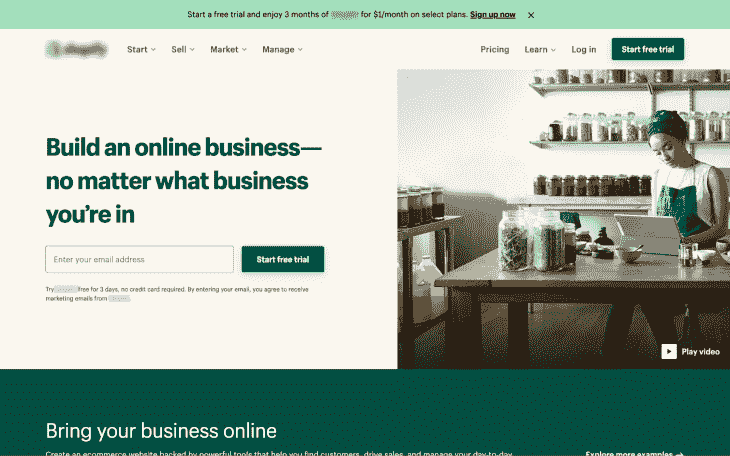 Start a free trial and enjoy 3 months of for $1/month on select plans. Sign up now
Start
Sell
Market
Manage
Pricing
Learn
Log in
Start free trial
Build an online business—
no matter what business
you're in
Enter your email address
Start free trial
Try free for 3 days, no credit card required. By entering your email, you agree to receive
marketing emails from
Play video
Bring your business online
Create an ecommerce website backed by powerful tools that help you find customers, drive sales, and manage your day-to-day.
Explore more examples